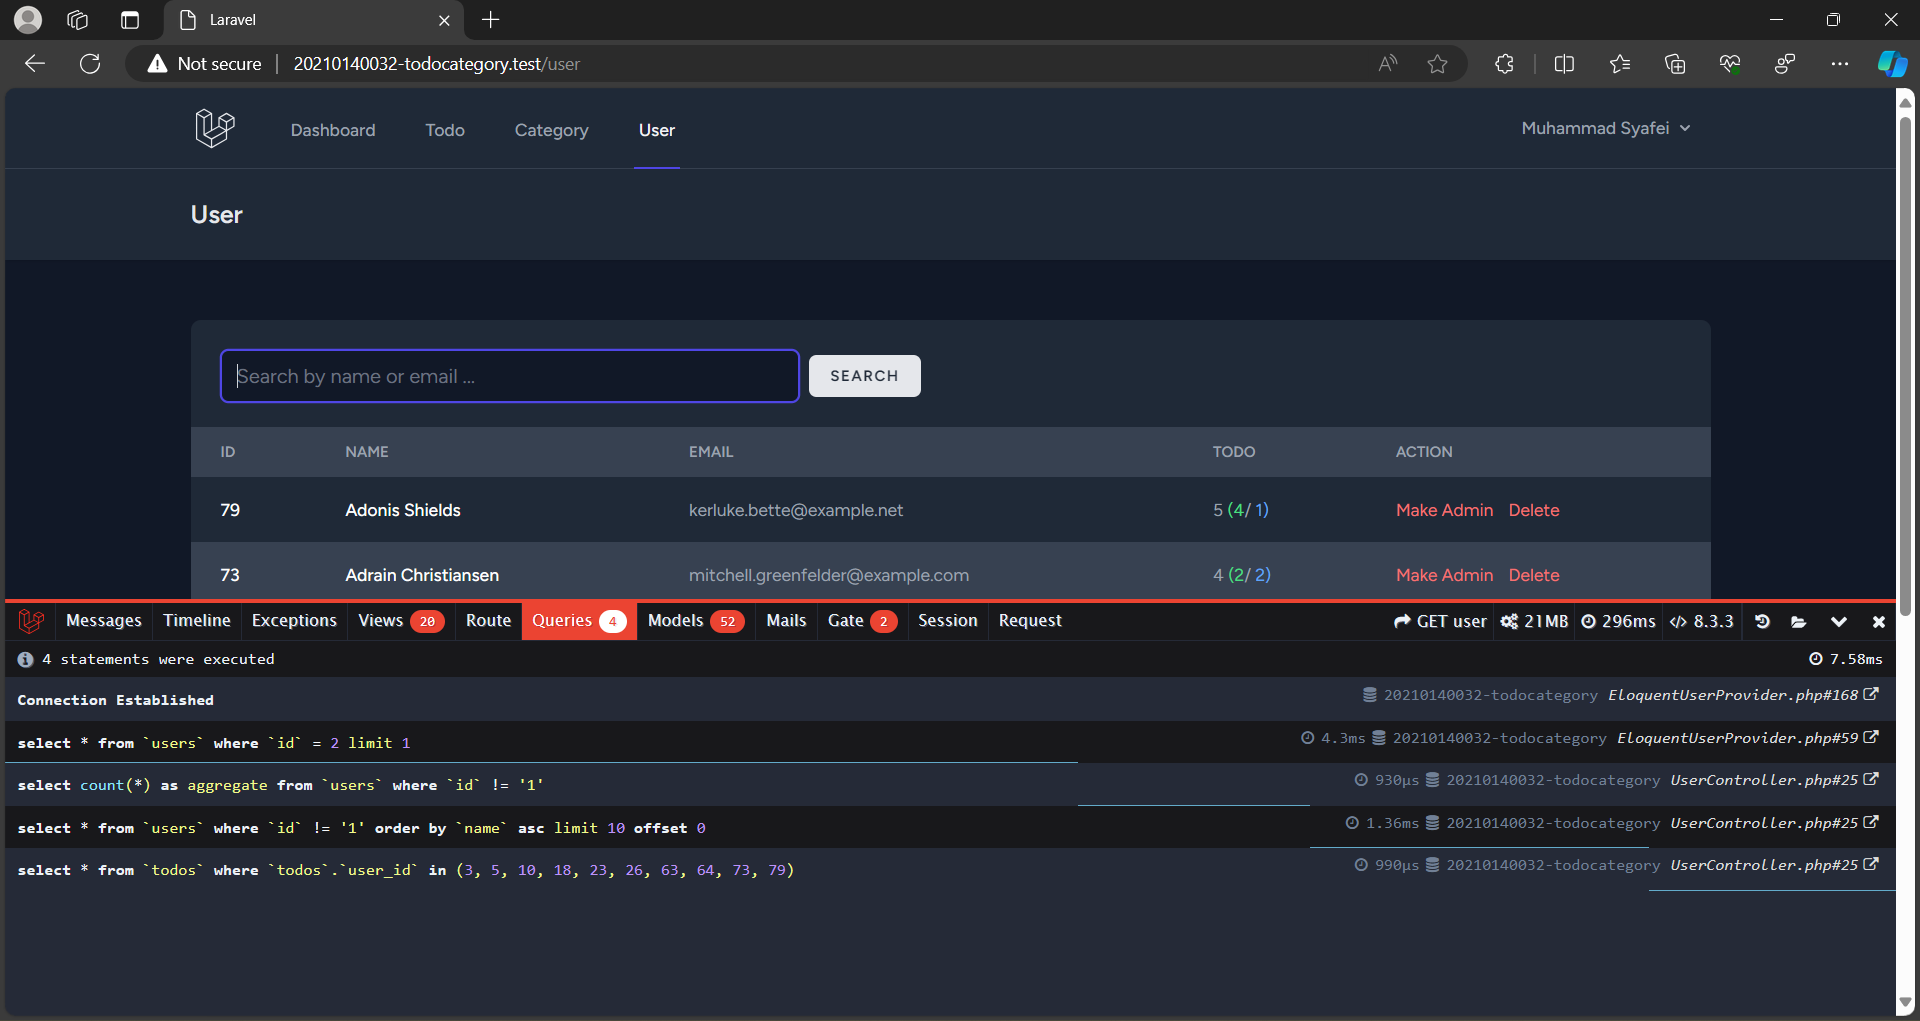 Laravel
Not secure 20210140032-todocategory.test/user
Dashboard Todo Category User Muhammad Syafei
User
Search by name or email ... SEARCH
ID NAME EMAIL TODO ACTION
79 Adonis Shields kerluke.bette@example.net 5 (4/ 1) Make Admin Delete
73 Adrain Christiansen mitchell.greenfelder@example.com 4 (2/ 2) Make Admin Delete
Messages Timeline Exceptions Views 20 Route Queries 4 Models 52 Mails Gate 2 Session Request GET user 21MB 296ms 8.3.3
4 statements were executed 7.58ms
Connection Established 20210140032-todocategory EloquentUserProvider.php#168
select * from `users` where `id` = 2 limit 1 4.3ms 20210140032-todocategory EloquentUserProvider.php#59
select count(*) as aggregate from `users` where `id` != '1' 930μs 20210140032-todocategory UserController.php#25
select * from `users` where `id` != '1' order by `name` asc limit 10 offset 0 1.36ms 20210140032-todocategory UserController.php#25
select * from `todos` where `todos`.`user_id` in (3, 5, 10, 18, 23, 26, 63, 64, 73, 79) 990μs 20210140032-todocategory UserController.php#25